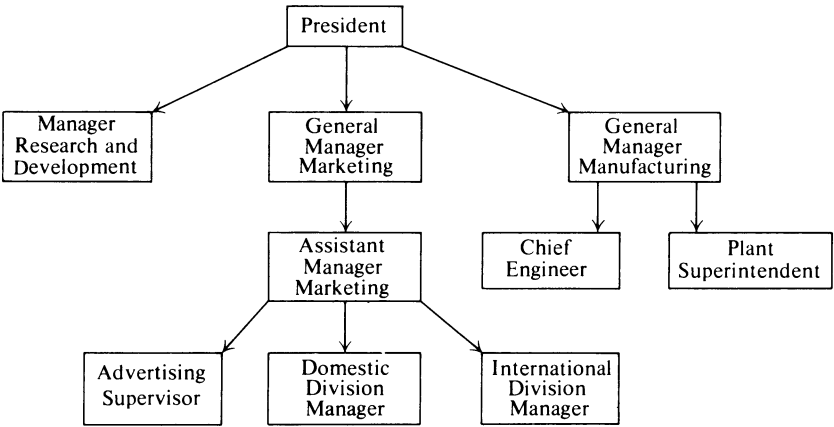 President
Manager
Research and
Development
General
Manager
Marketing
General
Manager
Manufacturing
Assistant
Manager
Marketing
Chief
Engineer
Plant
Superintendent
Advertising
Supervisor
Domestic
Division
Manager
International
Division
Manager